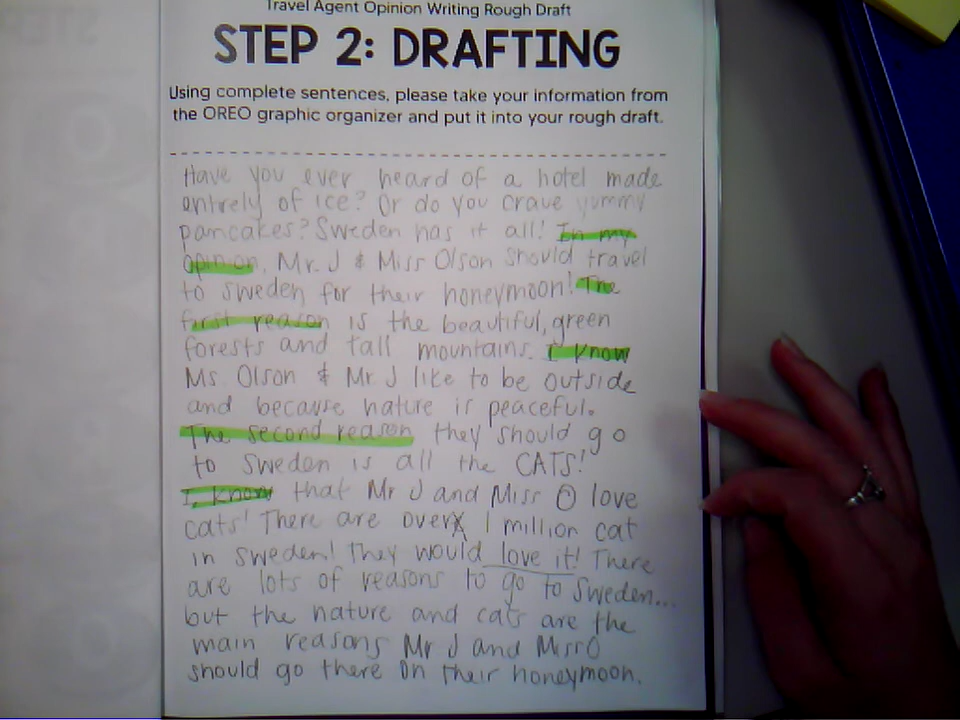 Travel Agent Opinion Writing Rough Draft
STEP 2: DRAFTING
Using complete sentences, please take your information from
the OREO graphic organizer and put it into your rough draft.
Have you ever heard of a hotel made
entirely of ice? Or do you crave yummy
pancakes? Sweden has it all! In my
opinion, Mr. J & Miss Olson should travel
to sweden for their honeymoon! The
first reason is the beautiful, green
forests and tall mountains. I know
Ms. Olson & Mr J like to be outside
and because nature is peaceful.
The second reason they should go
to Sweden is all the CATS!
I know that Mr J and Miss O love
cats! There are over 1 million cat
in sweden! They would love it! There
are lots of reasons to go to Sweden...
but the nature and cats are the
main reasons Mr J and Miss O
should go there on their honeymoon.